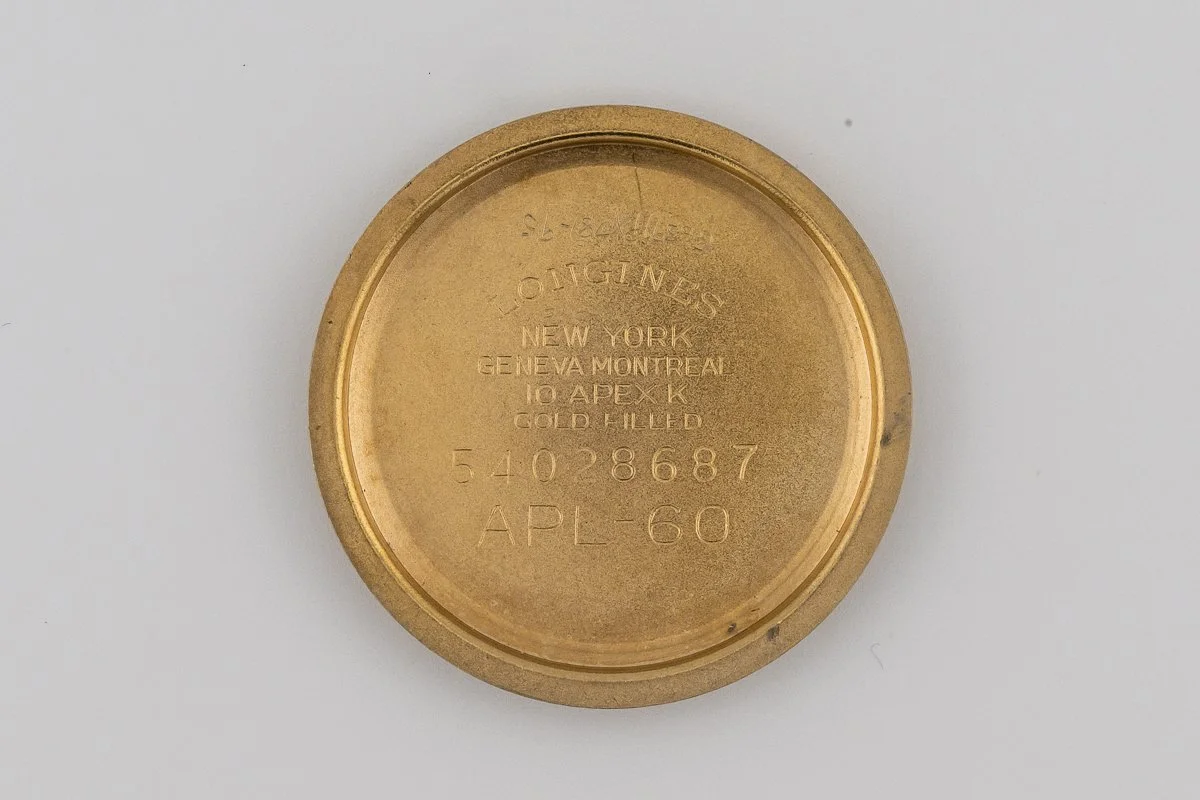 LONGINES
NEW YORK
GENEVA MONTREAL
10 APEX K
GOLD FILLED
54028687
APL-60